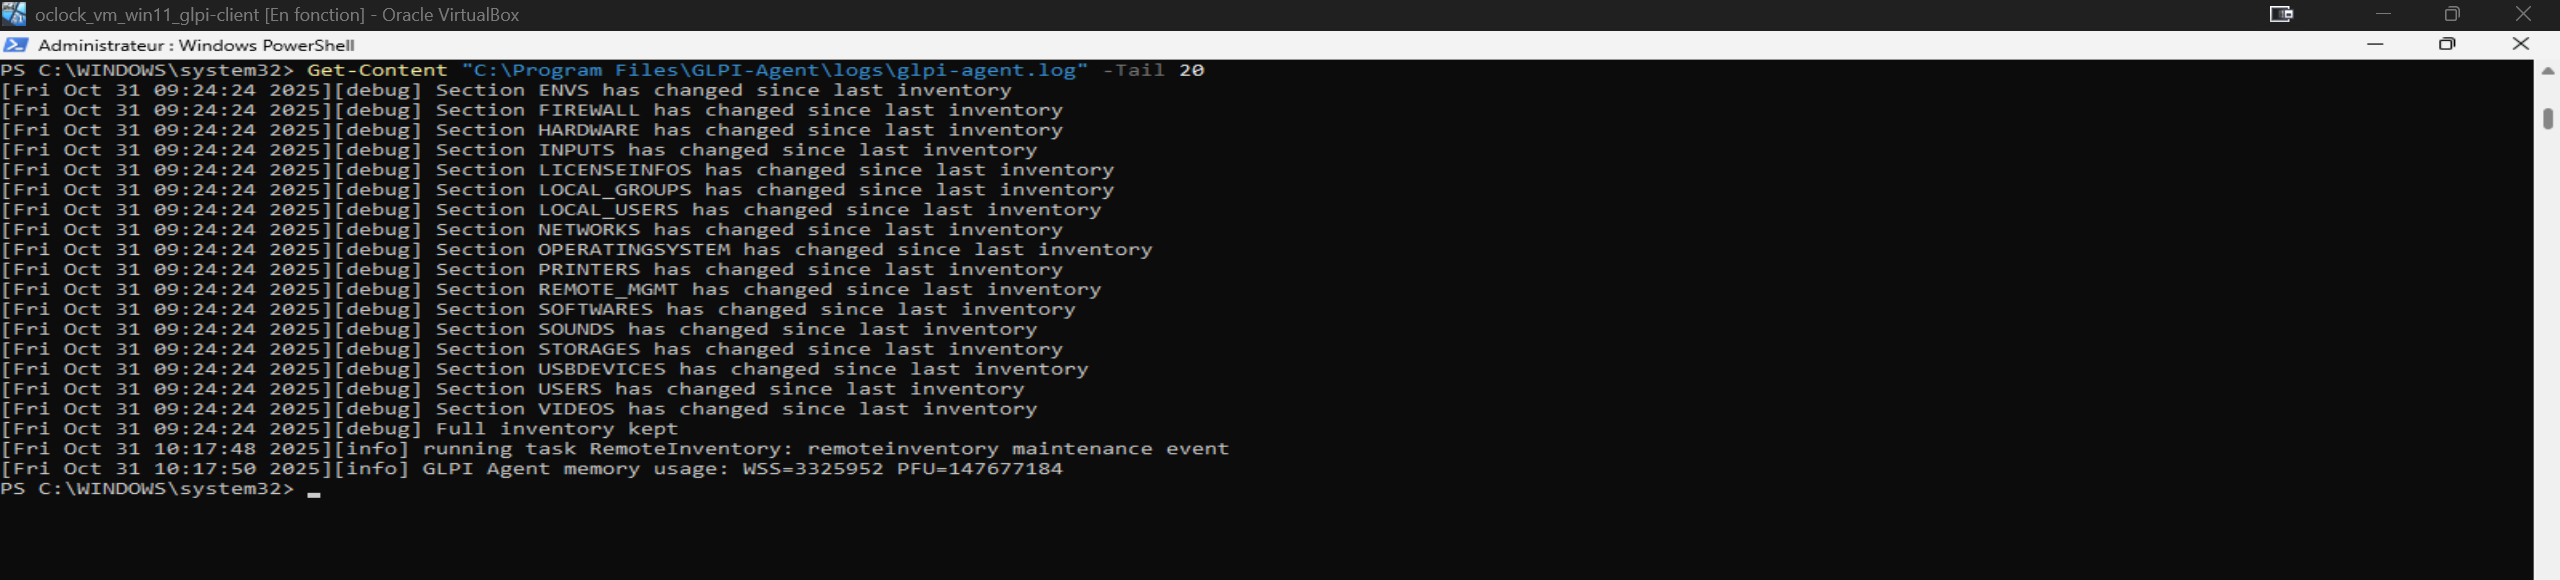 oclock_vm_win11_glpi-client [En fonction] - Oracle VirtualBox
Administrateur : Windows PowerShell
PS C:\WINDOWS\system32> Get-Content "C:\Program Files\GLPI-Agent\logs\glpi-agent.log" -Tail 20
[Fri Oct 31 09:24:24 2025][debug] Section ENVS has changed since last inventory
[Fri Oct 31 09:24:24 2025][debug] Section FIREWALL has changed since last inventory
[Fri Oct 31 09:24:24 2025][debug] Section HARDWARE has changed since last inventory
[Fri Oct 31 09:24:24 2025][debug] Section INPUTS has changed since last inventory
[Fri Oct 31 09:24:24 2025][debug] Section LICENSEINFOS has changed since last inventory
[Fri Oct 31 09:24:24 2025][debug] Section LOCAL_GROUPS has changed since last inventory
[Fri Oct 31 09:24:24 2025][debug] Section LOCAL_USERS has changed since last inventory
[Fri Oct 31 09:24:24 2025][debug] Section NETWORKS has changed since last inventory
[Fri Oct 31 09:24:24 2025][debug] Section OPERATINGSYSTEM has changed since last inventory
[Fri Oct 31 09:24:24 2025][debug] Section PRINTERS has changed since last inventory
[Fri Oct 31 09:24:24 2025][debug] Section REMOTE_MGMT has changed since last inventory
[Fri Oct 31 09:24:24 2025][debug] Section SOFTWARES has changed since last inventory
[Fri Oct 31 09:24:24 2025][debug] Section SOUNDS has changed since last inventory
[Fri Oct 31 09:24:24 2025][debug] Section STORAGES has changed since last inventory
[Fri Oct 31 09:24:24 2025][debug] Section USBDEVICES has changed since last inventory
[Fri Oct 31 09:24:24 2025][debug] Section USERS has changed since last inventory
[Fri Oct 31 09:24:24 2025][debug] Section VIDEOS has changed since last inventory
[Fri Oct 31 09:24:24 2025][debug] Full inventory kept
[Fri Oct 31 10:17:48 2025][info] running task RemoteInventory: remoteinventory maintenance event
[Fri Oct 31 10:17:50 2025][info] GLPI Agent memory usage: WSS=3325952 PFU=147677184
PS C:\WINDOWS\system32> _